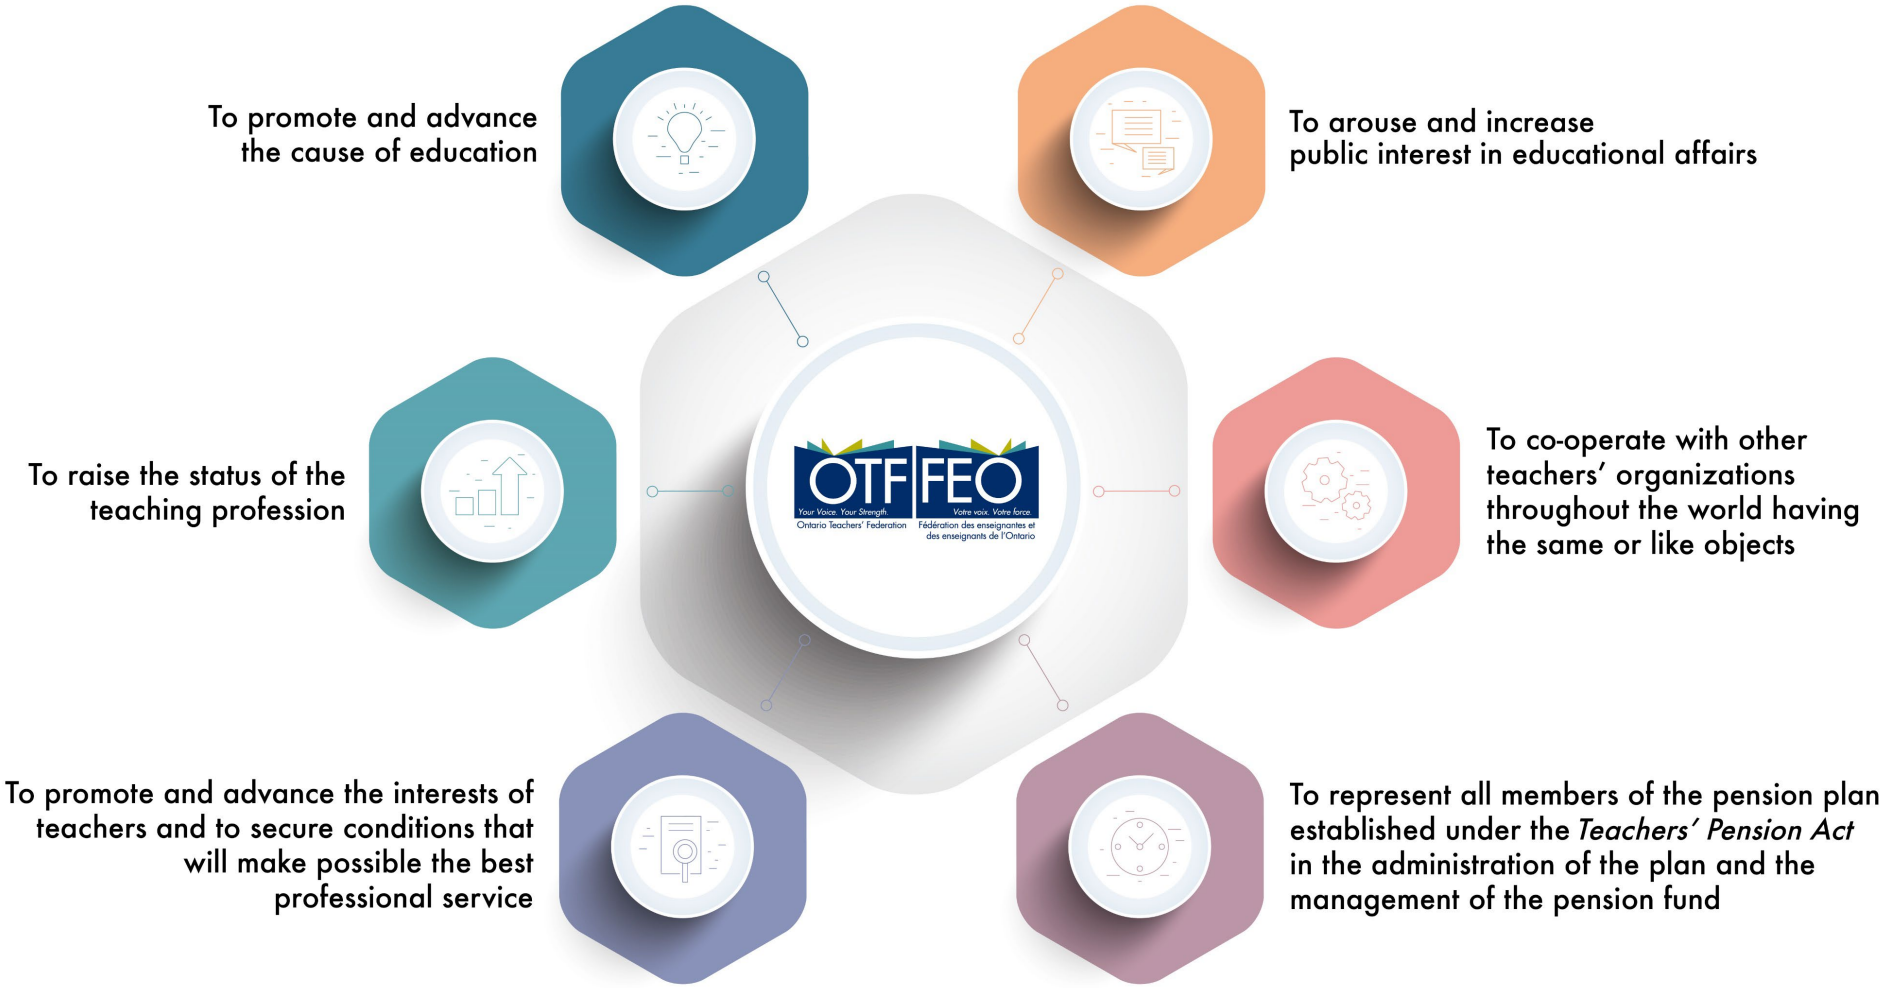 To promote and advance
the cause of education
To arouse and increase
public interest in educational affairs
To raise the status of the
teaching profession
OTF FEO
Your Voice. Your Strength. Votre voix. Votre force.
Ontario Teachers' Federation Fédération des enseignantes et
des enseignants de l'Ontario
To co-operate with other
teachers' organizations
throughout the world having
the same or like objects
To promote and advance the interests of
teachers and to secure conditions that
will make possible the best
professional service
To represent all members of the pension plan
established under the Teachers' Pension Act
in the administration of the plan and the
management of the pension fund